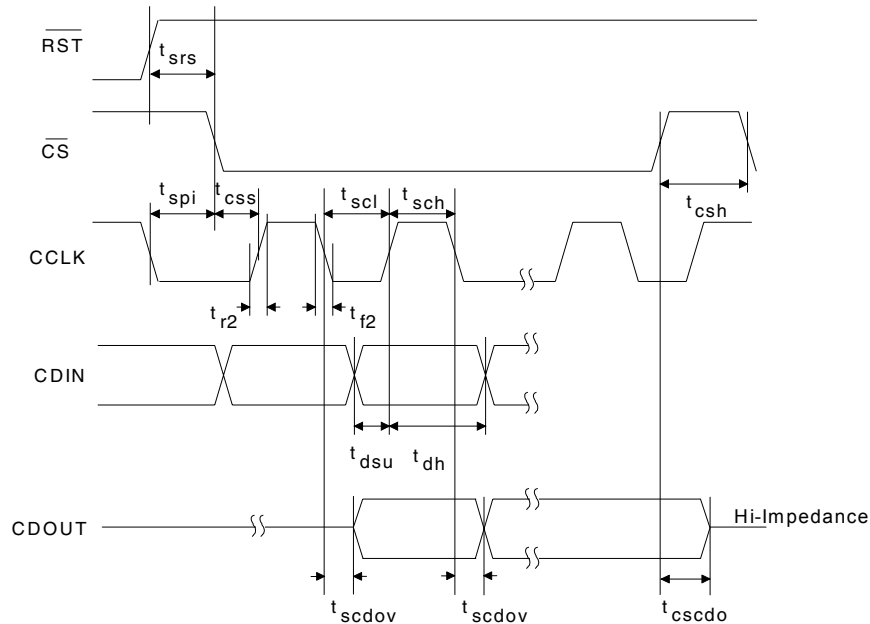 RST
t srs
CS
t spi
t css
t scl
t sch
t csh
CCLK
t r2
t f2
CDIN
t dsu
t dh
CDOUT
Hi-Impedance
t scdov
t scdov
t cscdo